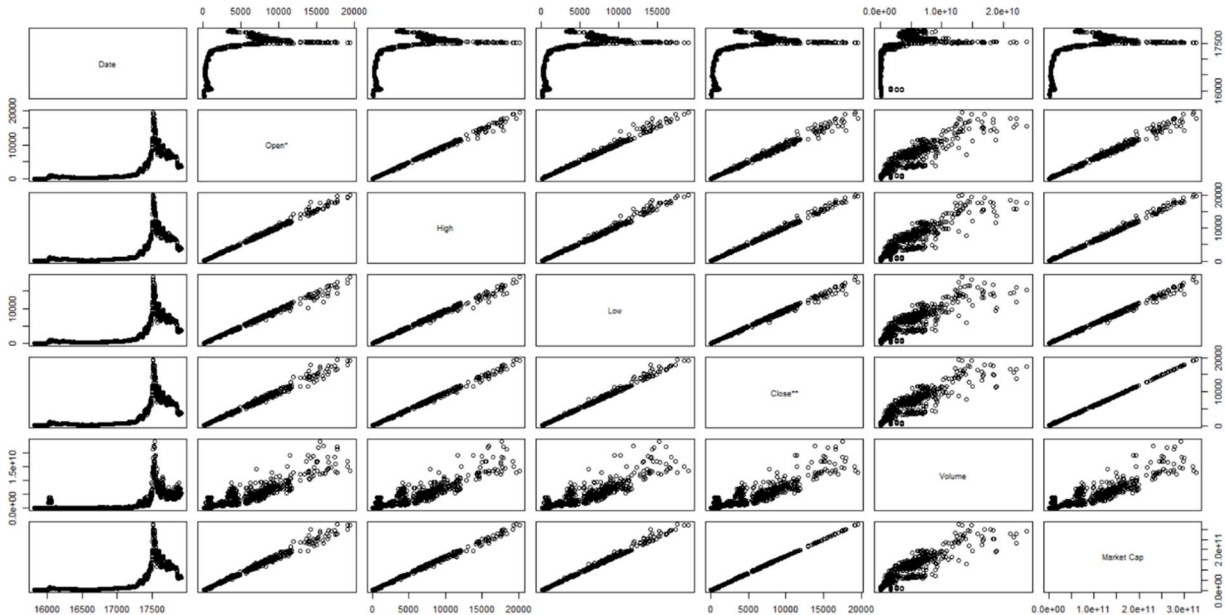 0 5000 10000 15000 20000
0 5000 10000 15000
0.0e+00 1.0e+10 2.0e+10
Date
16000 17500
0 10000 20000
Open*
High
0 10000 20000
0 10000
Low
Close**
0 10000 20000
0.0e+00 1.5e+10
Volume
Market Cap
0.0e+00 2.0e+11
16000 16500 17000 17500
0 5000 10000 15000 20000
0 5000 10000 15000 20000
0.0e+00 1.0e+11 2.0e+11 3.0e+11